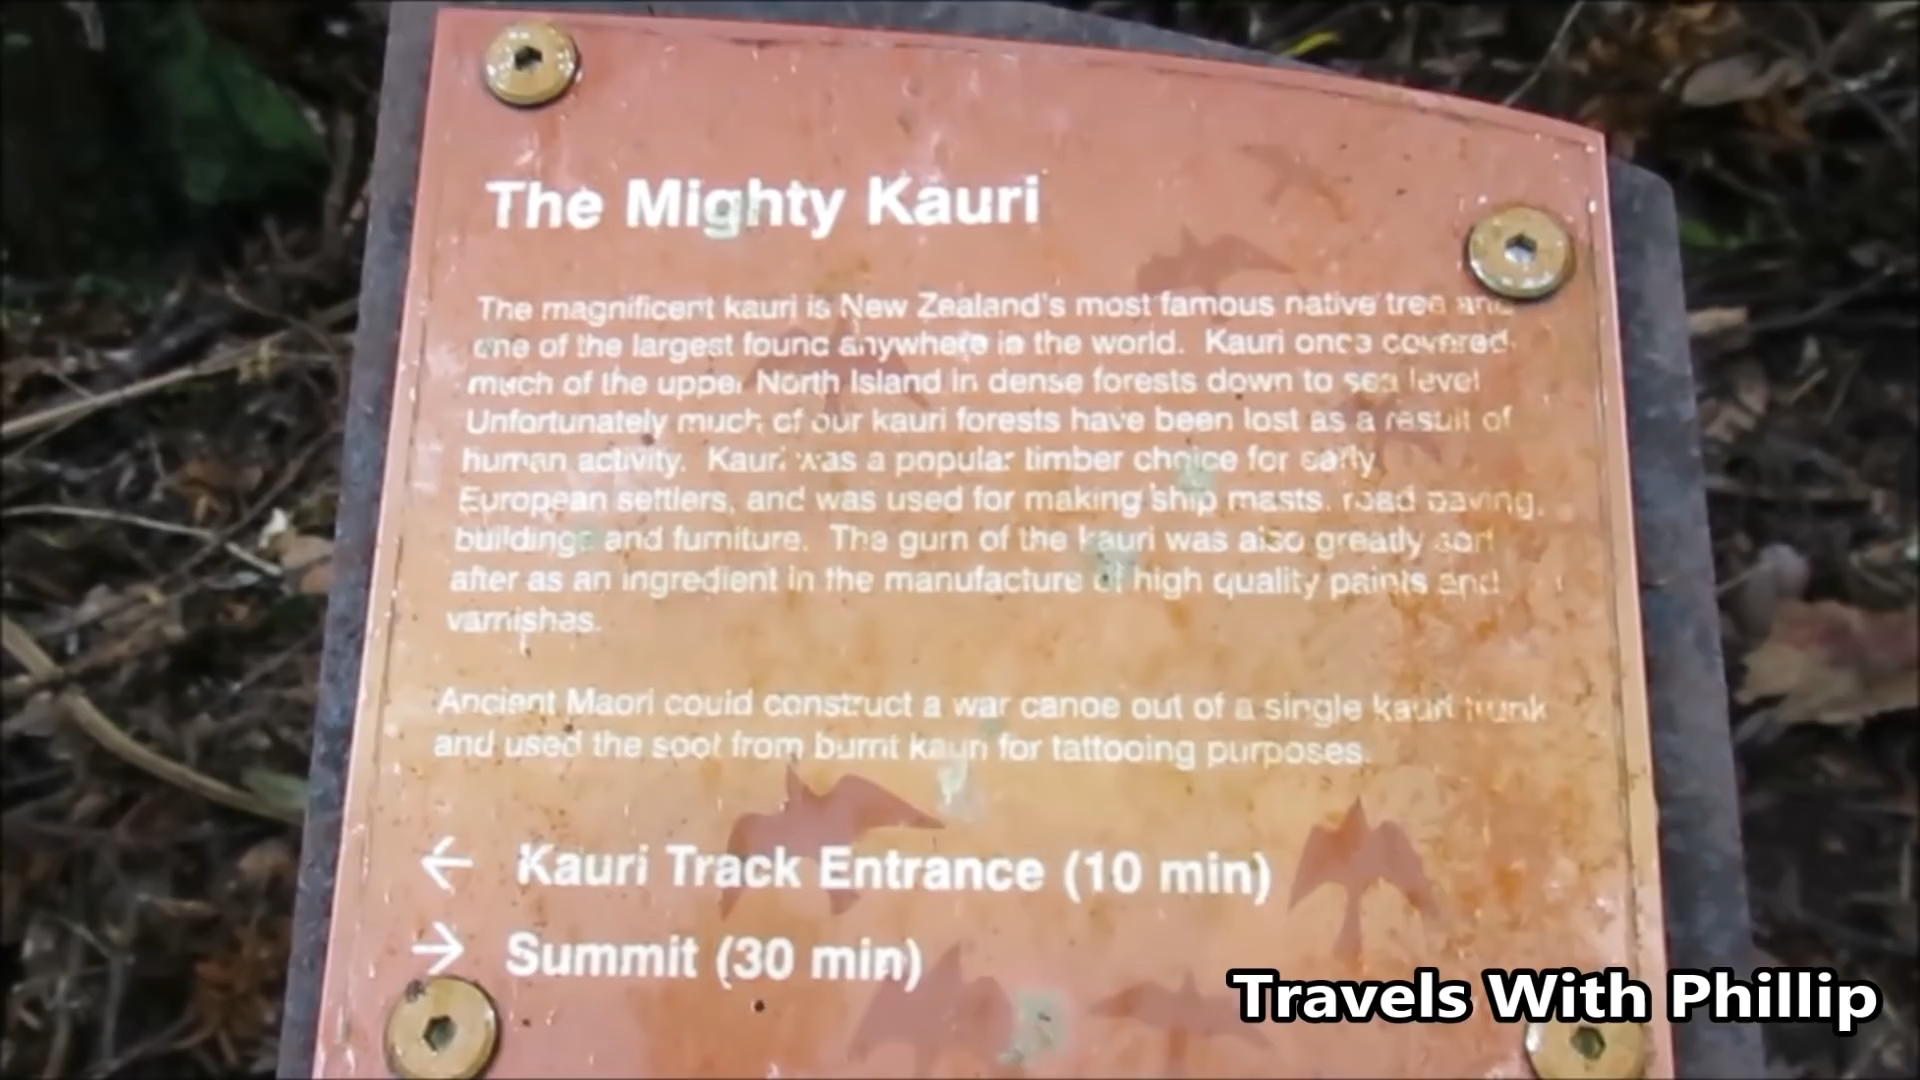 The Mighty Kauri
The magnificent kauri is New Zealand's most famous native tree and
one of the largest found anywhere in the world. Kauri once covered
much of the upper North Island in dense forests down to sea level
Unfortunately much of our kauri forests have been lost as a result of
human activity. Kauri was a popular timber choice for early
European settlers, and was used for making ship masts, road paving,
buildings and furniture. The gum of the kauri was also greatly sort
after as an ingredient in the manufacture of high quality paints and
varnishes.
Ancient Maori could construct a war canoe out of a single kauri trunk
and used the soot from burnt kauri for tattooing purposes.
← Kauri Track Entrance (10 min)
→ Summit (30 min)
Travels With Phillip